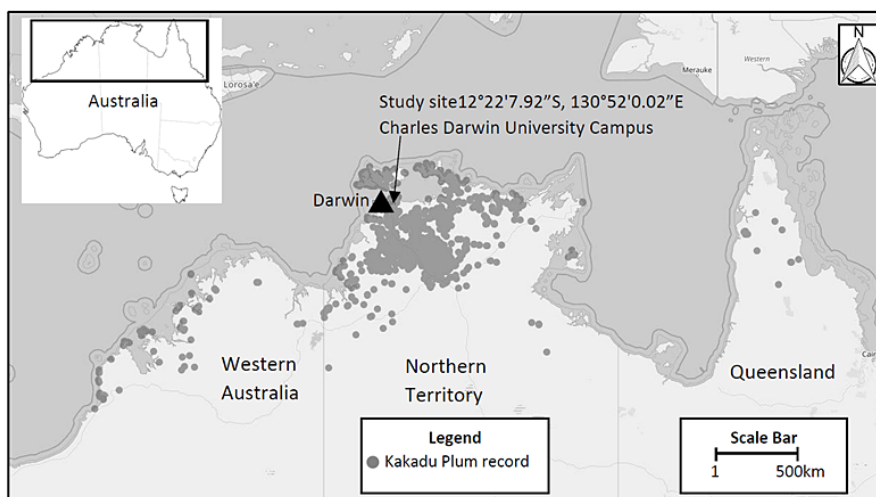 N
Australia
Lorosa'e
Merauke
Western
Study site12°22'7.92”S, 130°52'0.02”E
Charles Darwin University Campus
Darwin
Western
Australia
Northern
Territory
Queensland
Legend
Kakadu Plum record
Scale Bar
1 500km